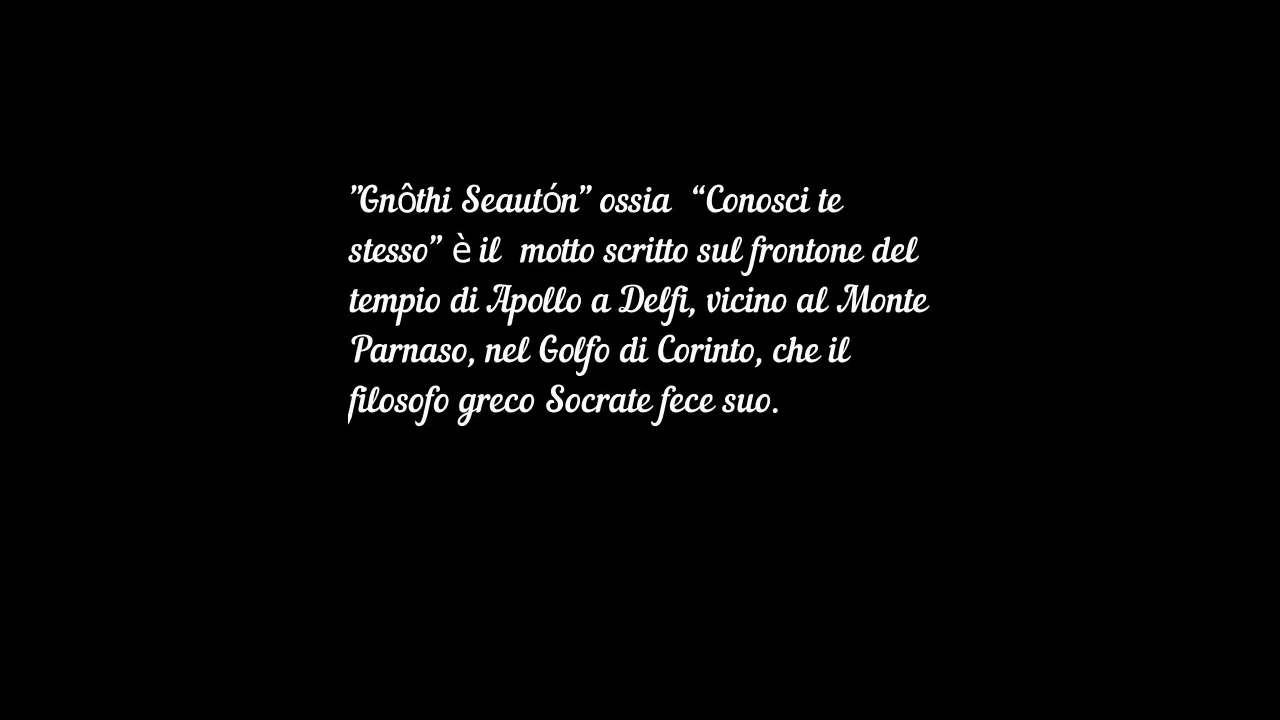 "Gnôthi Seautón" ossia “Conosci te
stesso” è il motto scritto sul frontone del
tempio di Apollo a Delfi, vicino al Monte
Parnaso, nel Golfo di Corinto, che il
filosofo greco Socrate fece suo.